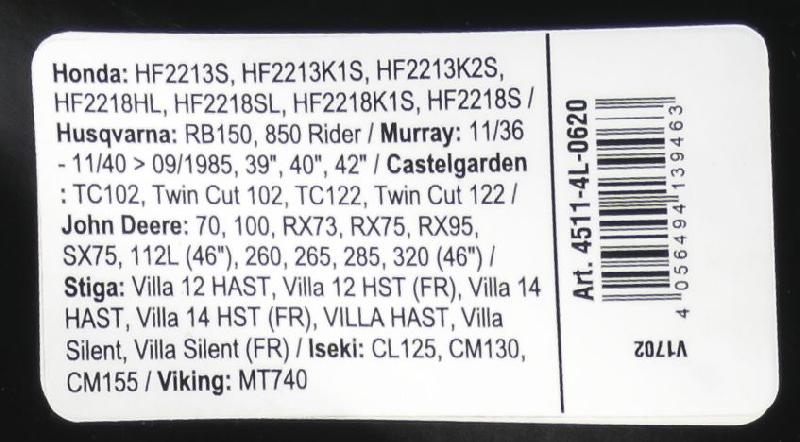 Honda: HF2213S, HF2213K1S, HF2213K2S,
HF2218HL, HF2218SL, HF2218K1S, HF2218S /
Husqvarna: RB150, 850 Rider / Murray: 11/36
- 11/40 > 09/1985, 39", 40", 42" / Castelgarden
: TC102, Twin Cut 102, TC122, Twin Cut 122 /
John Deere: 70, 100, RX73, RX75, RX95,
SX75, 112L (46"), 260, 265, 285, 320 (46") /
Stiga: Villa 12 HAST, Villa 12 HST (FR), Villa 14
HAST, Villa 14 HST (FR), VILLA HAST, Villa
Silent, Villa Silent (FR) / Iseki: CL125, CM130,
CM155 / Viking: MT740
Art. 4511-4L-0620
4 056494 139463
V1702